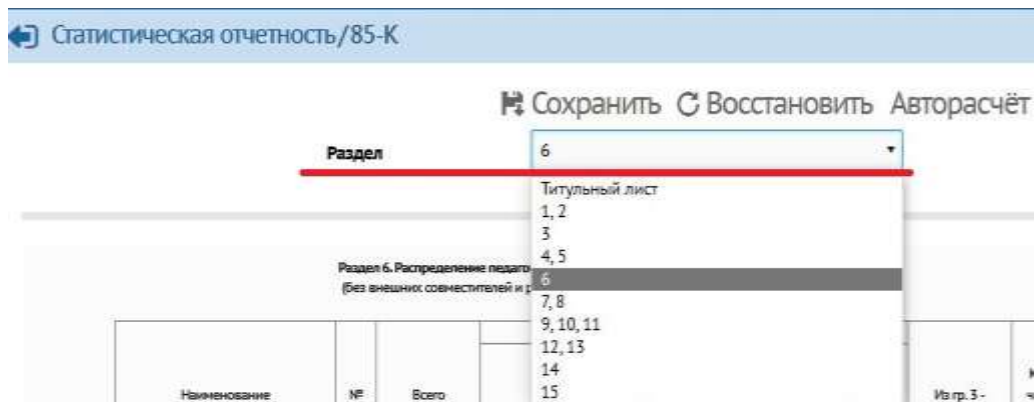 Статистическая отчетность/85-К
Сохранить Восстановить Авторасчёт
Раздел 6
Титульный лист
1, 2
3
4, 5
6
7, 8
9, 10, 11
12, 13
14
15
Раздел 6. Распределение педаго
(без внешних совместителей и р
Наименование № Всего Из гр. 3 -